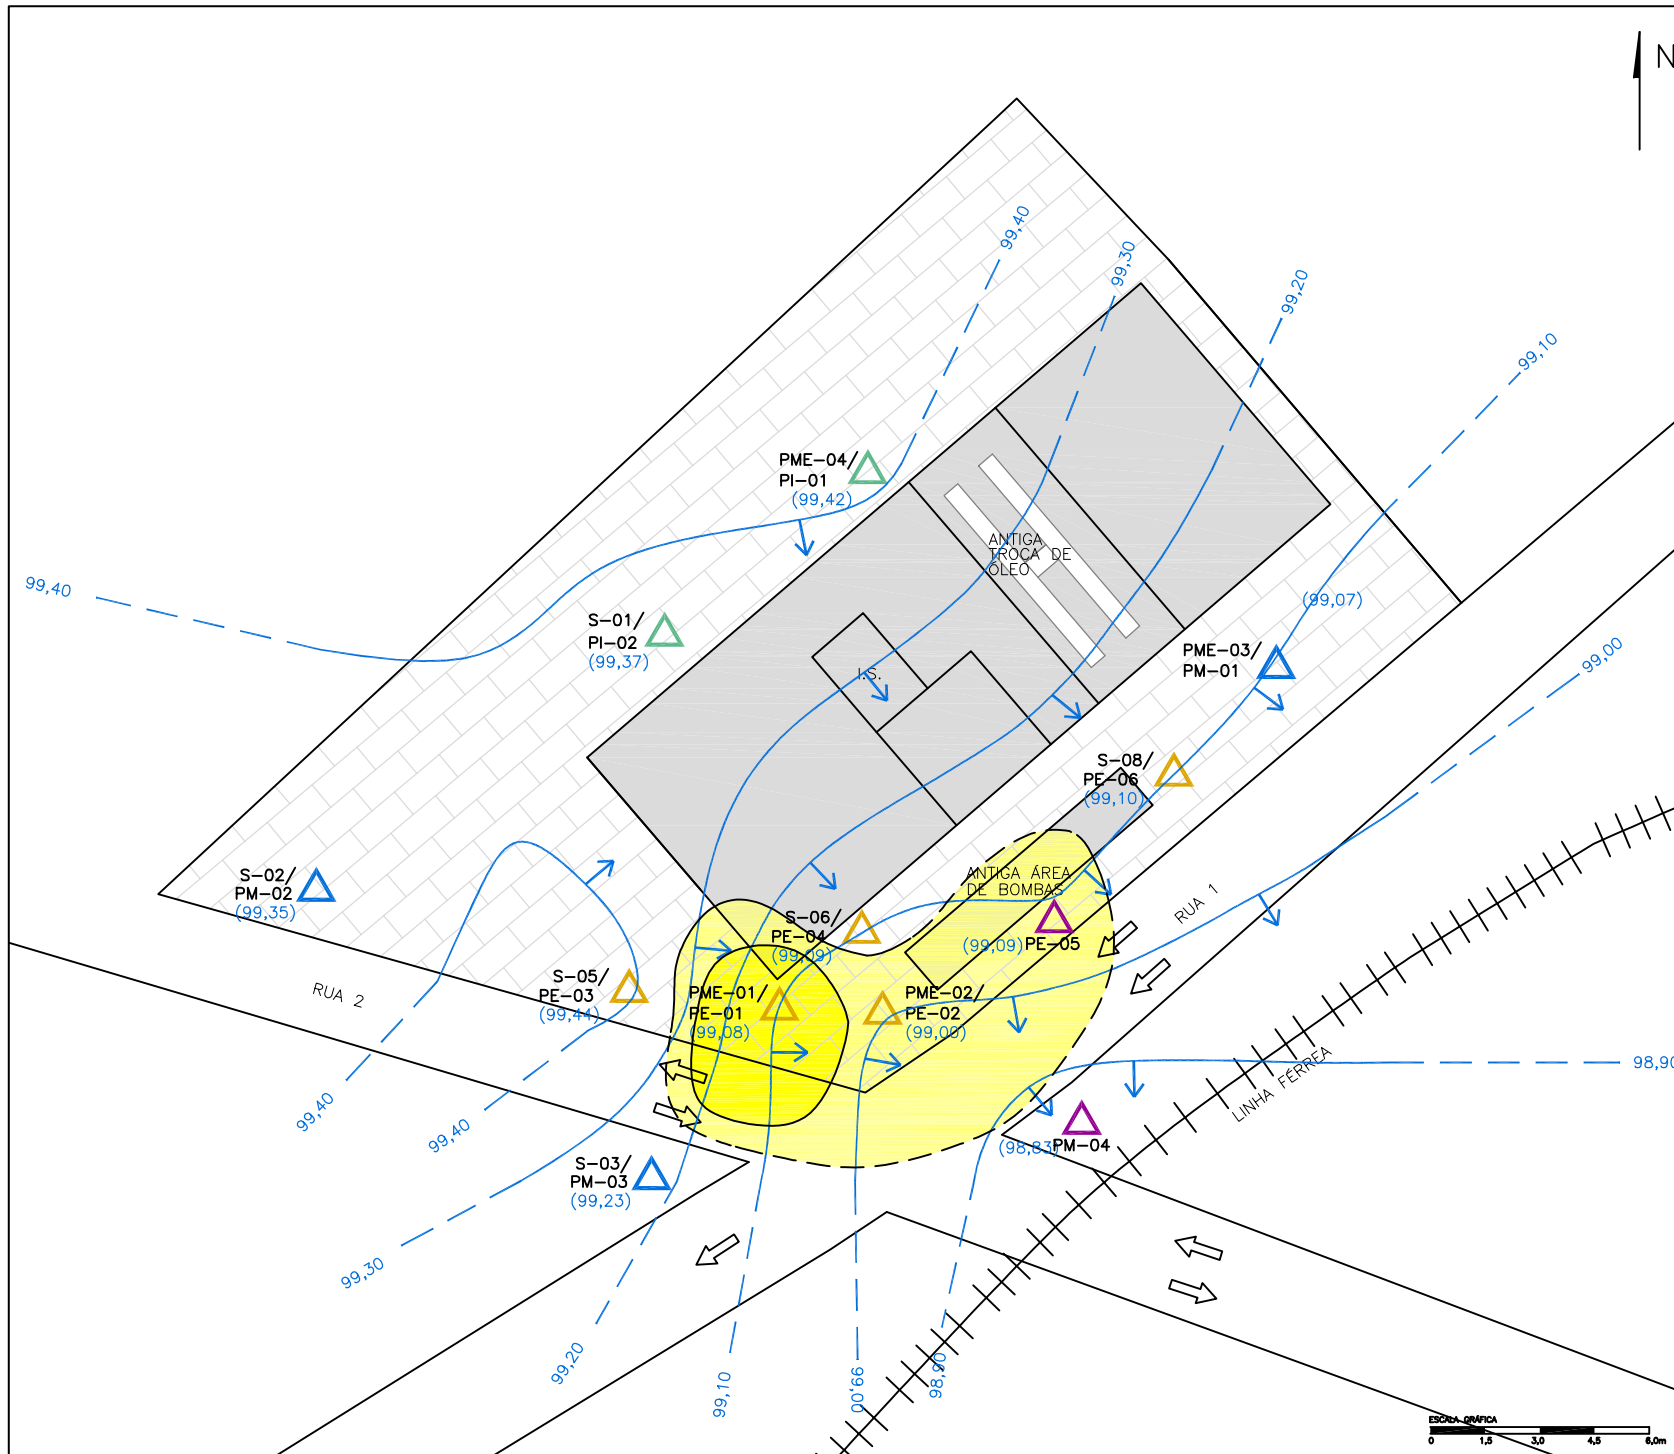 N
99,40
99,30
99,20
99,10
PME-04/
PI-01
(99,42)
ANTIGA
TROCA DE
ÓLEO
99,40
S-01/
PI-02
(99,37)
(99,07)
PME-03/
PM-01
99,00
I.S.
S-08/
PE-06
(99,10)
S-02/
PM-02
(99,35)
ANTIGA ÁREA
DE BOMBAS
RUA 1
S-06/
PE-04
(99,09)
(99,09)
PE-05
S-05/
PE-03
(99,44)
RUA 2
PME-01/
PE-01
(99,08)
PME-02/
PE-02
(99,00)
98,90
LINHA FÉRREA
99,40
99,40
(98,83)
PM-04
S-03/
PM-03
(99,23)
99,30
99,20
99,10
99,00
98,90
ESCALA GRÁFICA
0 1,5 3,0 4,5 6,0m